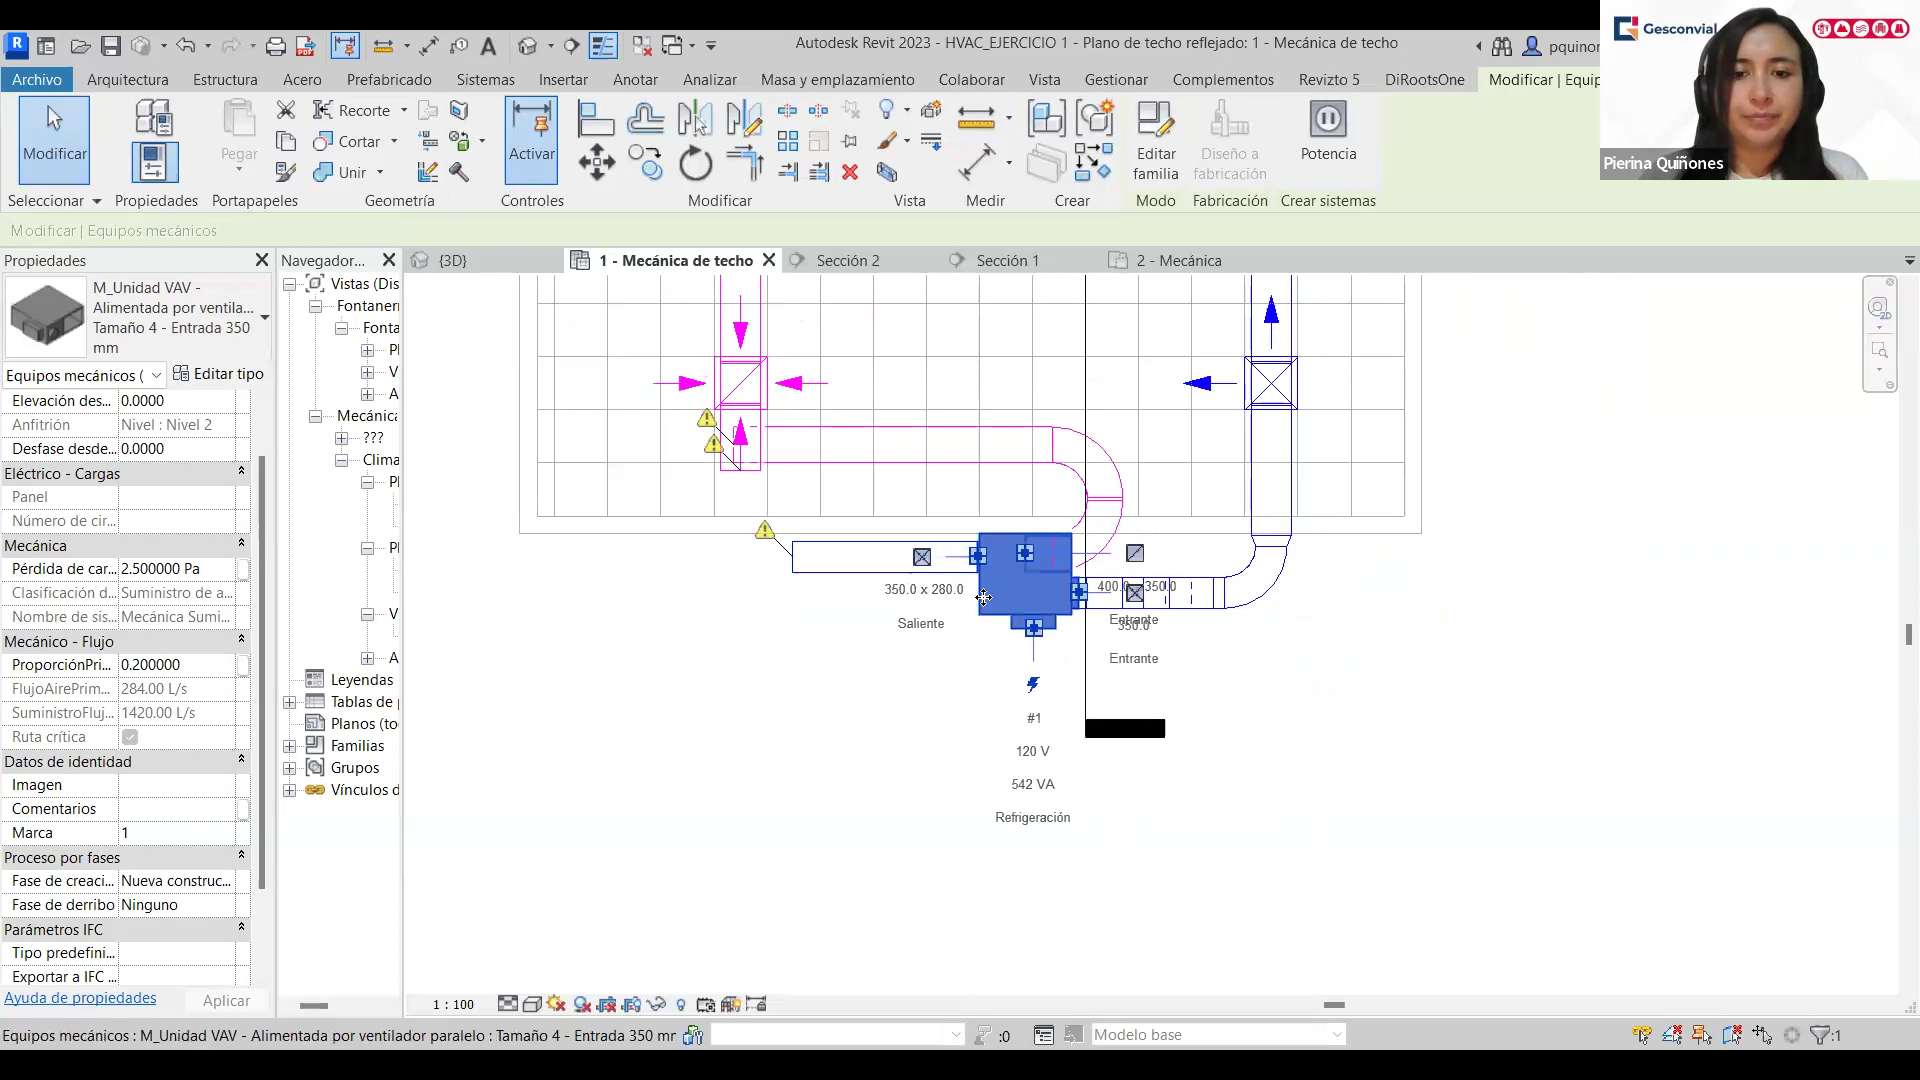 Autodesk Revit 2023 - HVAC_EJERCICIO 1 - Plano de techo reflejado: 1 - Mecánica de techo
pquinor
Gesconvial
Archivo
Arquitectura
Estructura
Acero
Prefabricado
Sistemas
Insertar
Anotar
Analizar
Masa y emplazamiento
Colaborar
Vista
Gestionar
Complementos
Revizto 5
DiRootsOne
Modificar | Equip
Modificar
Pegar
Recorte
Cortar
Unir
Activar
Editar
familia
Diseño a
fabricación
Potencia
Pierina Quiñones
Seleccionar
Propiedades
Portapapeles
Geometría
Controles
Modificar
Vista
Medir
Crear
Modo
Fabricación
Crear sistemas
Modificar | Equipos mecánicos
Propiedades
M_Unidad VAV -
Alimentada por ventila...
Tamaño 4 - Entrada 350
mm
Equipos mecánicos (
Editar tipo
Elevación des... 0.0000
Anfitrión Nivel : Nivel 2
Desfase desde... 0.0000
Eléctrico - Cargas
Panel
Número de cir...
Mecánica
Pérdida de car... 2.500000 Pa
Clasificación d... Suministro de a...
Nombre de sis... Mecánica Sumi...
Mecánico - Flujo
ProporciónPri... 0.200000
FlujoAirePrim... 284.00 L/s
SuministroFluj... 1420.00 L/s
Ruta crítica
Datos de identidad
Imagen
Comentarios
Marca 1
Proceso por fases
Fase de creaci... Nueva construc...
Fase de derribo Ninguno
Parámetros IFC
Tipo predefini...
Exportar a IFC ...
Ayuda de propiedades
Aplicar
Navegador...
Vistas (Dis
Fontanerí
Fonta
Pl
V
A
Mecánica
???
Clima
Pl
Pl
V
A
Leyendas
Tablas de p
Planos (to
Familias
Grupos
Vínculos d
{3D}
1 - Mecánica de techo
Sección 2
Sección 1
2 - Mecánica
2D
350.0 x 280.0
Saliente
Entrante
350.0
Entrante
#1
120 V
542 VA
Refrigeración
1 : 100
Equipos mecánicos : M_Unidad VAV - Alimentada por ventilador paralelo : Tamaño 4 - Entrada 350 mr
:0
Modelo base
:1